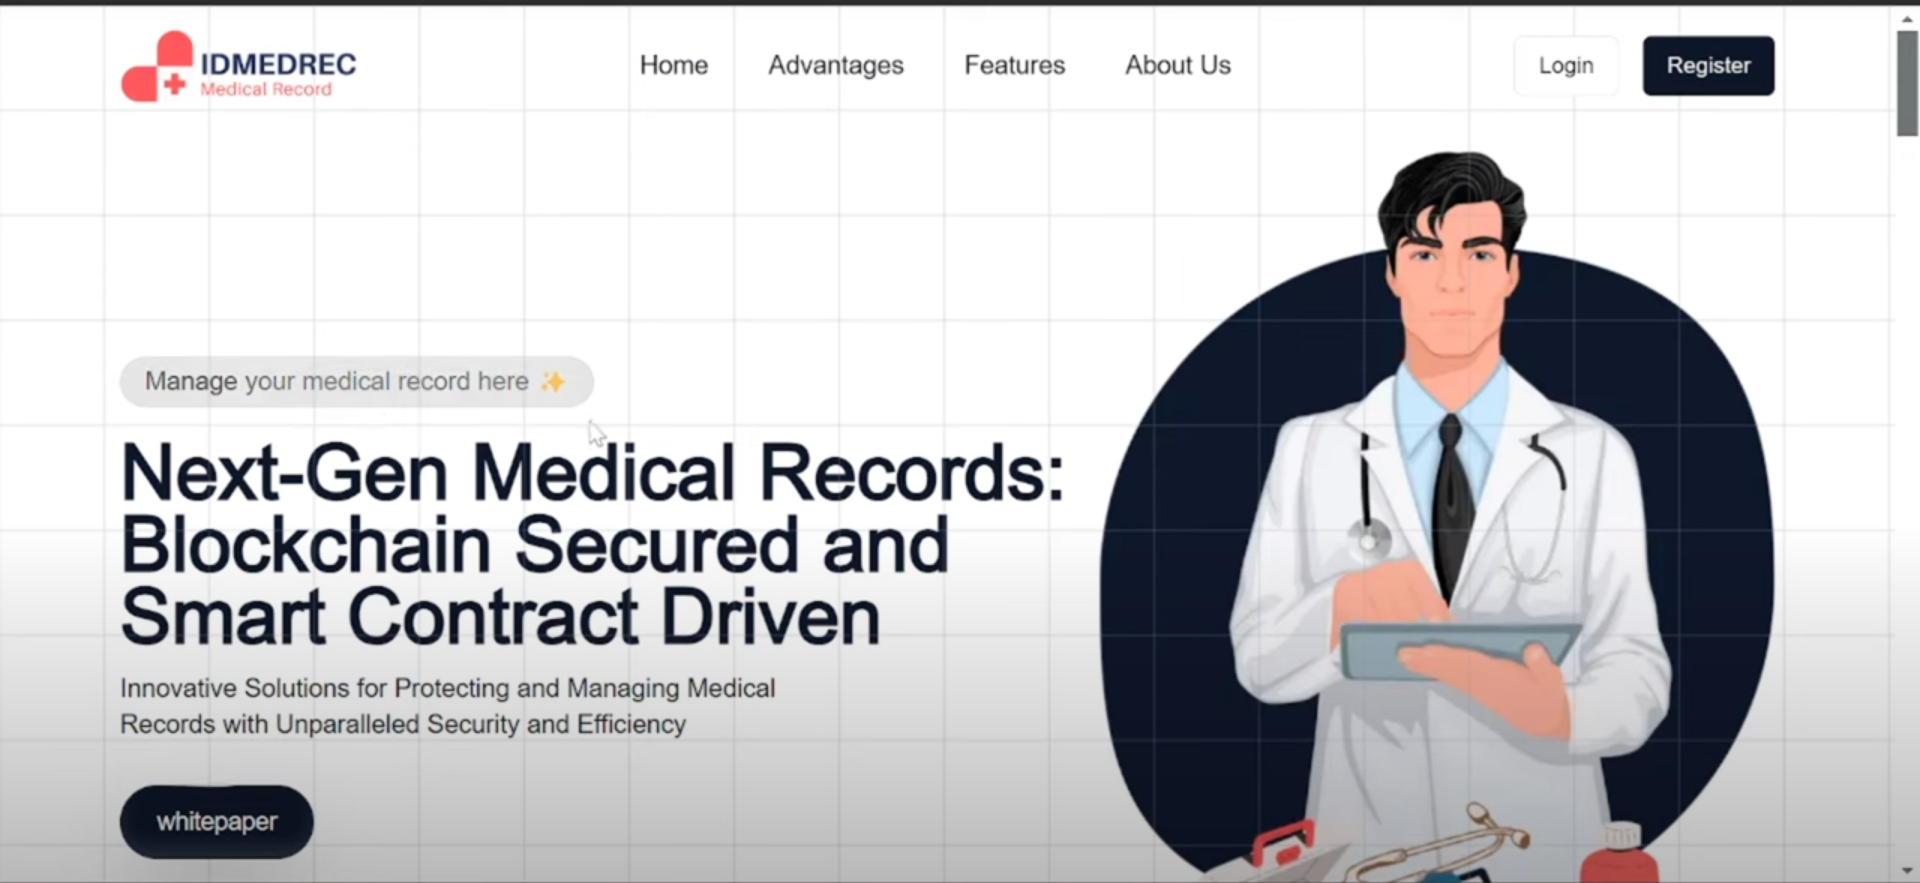 IDMEDREC
Medical Record
Home
Advantages
Features
About Us
Login
Register
Manage your medical record here ✨
Next-Gen Medical Records:
Blockchain Secured and
Smart Contract Driven
Innovative Solutions for Protecting and Managing Medical
Records with Unparalleled Security and Efficiency
whitepaper